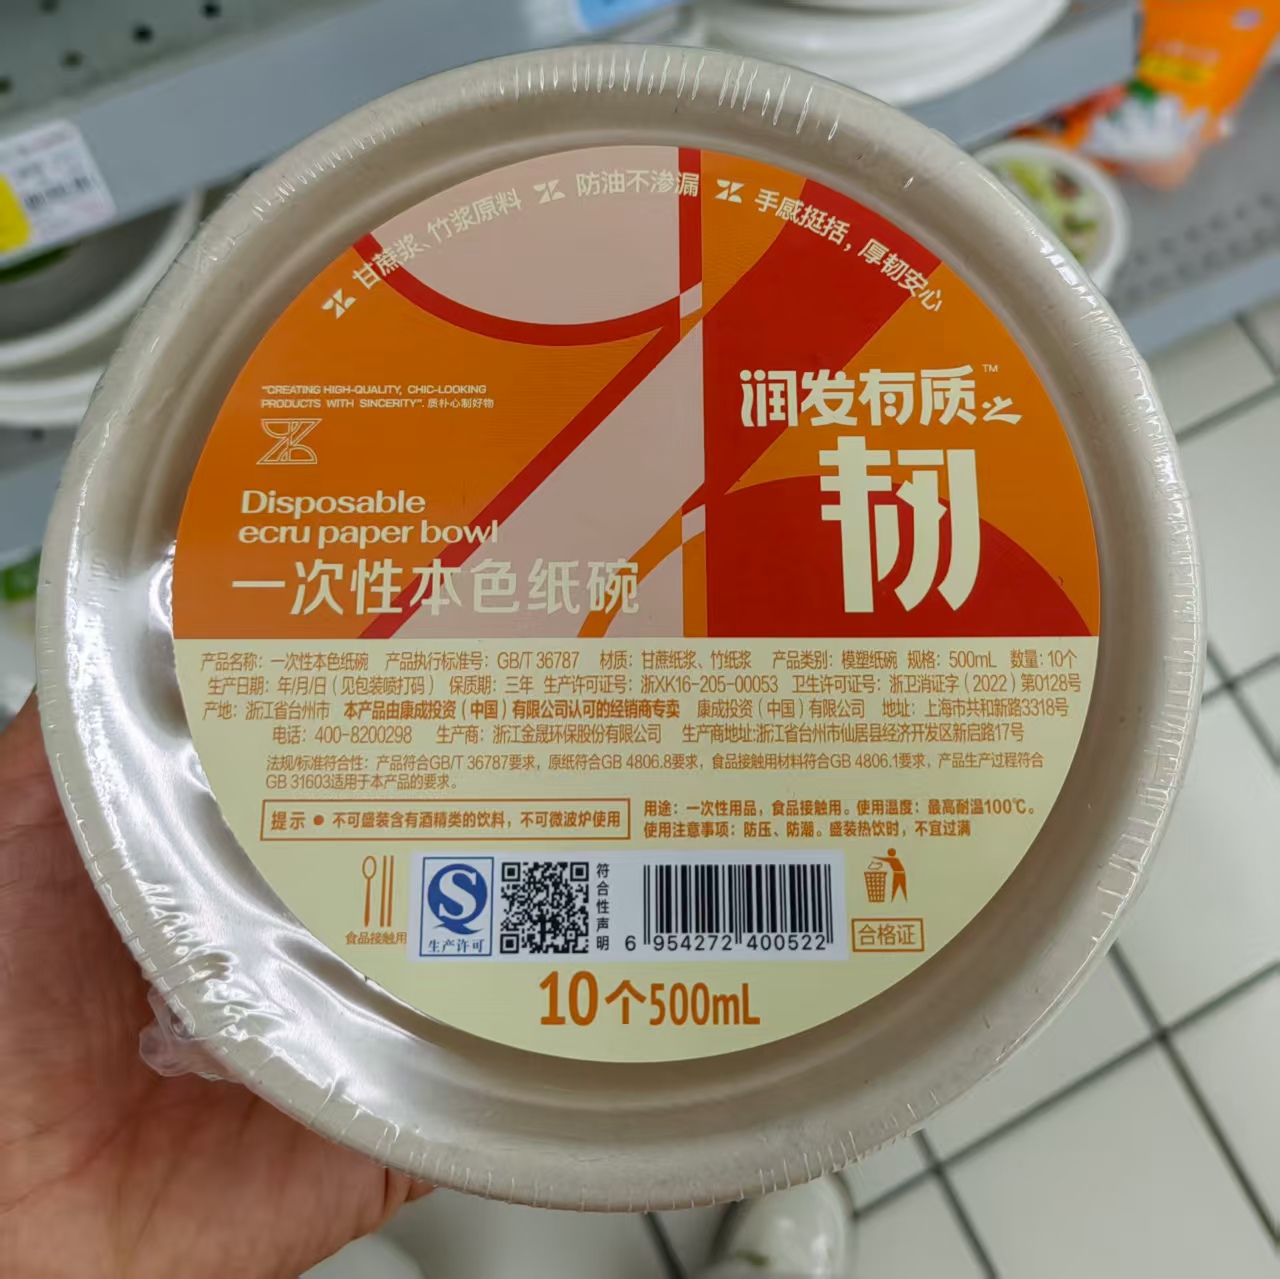 甘蔗浆、竹浆原料
防油不渗漏
手感挺括，厚韧安心
"CREATING HIGH-QUALITY, CHIC-LOOKING
PRODUCTS WITH SINCERITY". 质朴心制好物
润发有质™之
韧
Disposable
ecru paper bowl
一次性本色纸碗
产品名称：一次性本色纸碗 产品执行标准号：GB/T 36787 材质：甘蔗纸浆、竹纸浆 产品类别：模塑纸碗 规格：500mL 数量：10个
生产日期：年/月/日（见包装喷打码） 保质期：三年 生产许可证号：浙XK16-205-00053 卫生许可证号：浙卫消证字（2022）第0128号
产地：浙江省台州市 本产品由康成投资（中国）有限公司认可的经销商专卖 康成投资（中国）有限公司 地址：上海市共和新路3318号
电话：400-8200298 生产商：浙江金晟环保股份有限公司 生产商地址:浙江省台州市仙居县经济开发区新启路17号
法规/标准符合性：产品符合GB/T 36787要求，原纸符合GB 4806.8要求，食品接触用材料符合GB 4806.1要求，产品生产过程符合
GB 31603适用于本产品的要求。
提示 ● 不可盛装含有酒精类的饮料，不可微波炉使用
用途：一次性用品，食品接触用。使用温度：最高耐温100℃。
使用注意事项：防压、防潮。盛装热饮时，不宜过满
食品接触用
生产许可
符合性声明
6 954272 400522
合格证
10个500mL